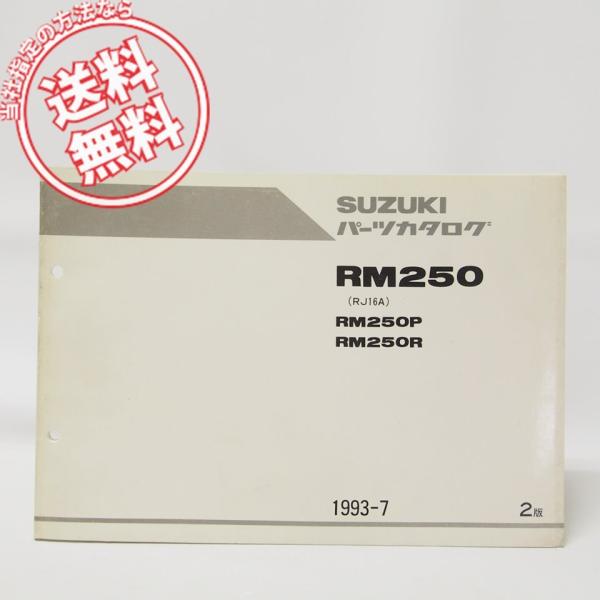 当社指定の方法なら
送料
無料
SUZUKI
パーツカタログ
RM250
(RJ16A)
RM250P
RM250R
1993-7
2版